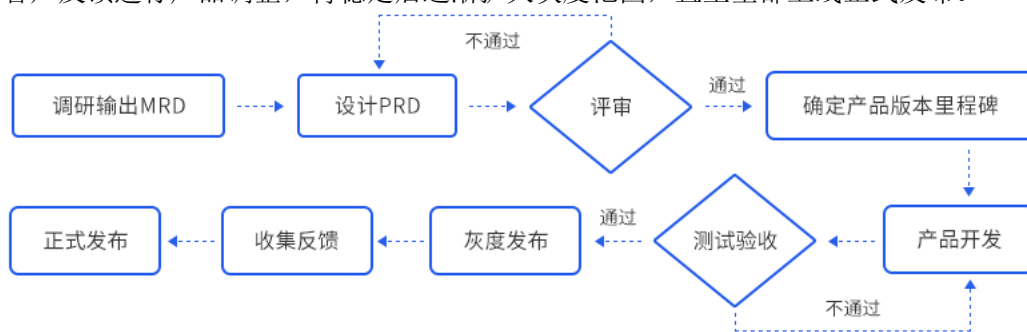 不通过
调研输出MRD
设计PRD
评审
通过
确定产品版本里程碑
正式发布
收集反馈
灰度发布
通过
测试验收
产品开发
不通过